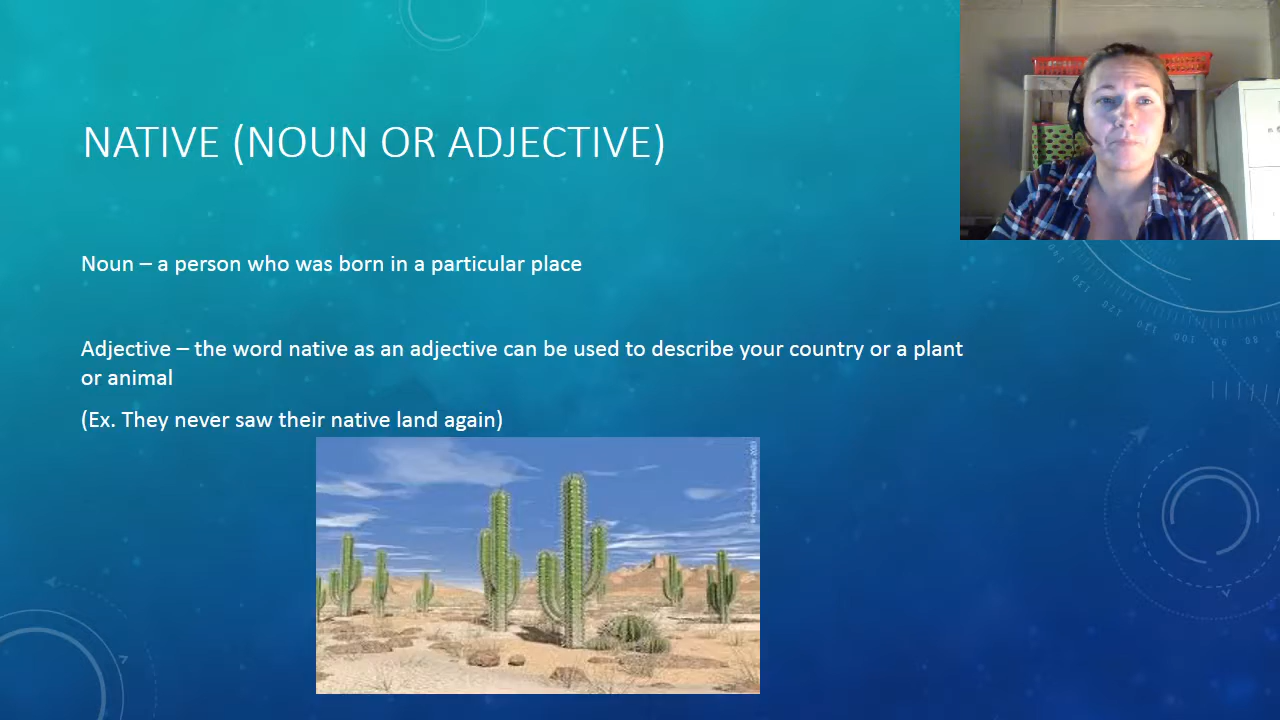 NATIVE (NOUN OR ADJECTIVE)
Noun – a person who was born in a particular place
Adjective – the word native as an adjective can be used to describe your country or a plant
or animal
(Ex. They never saw their native land again)